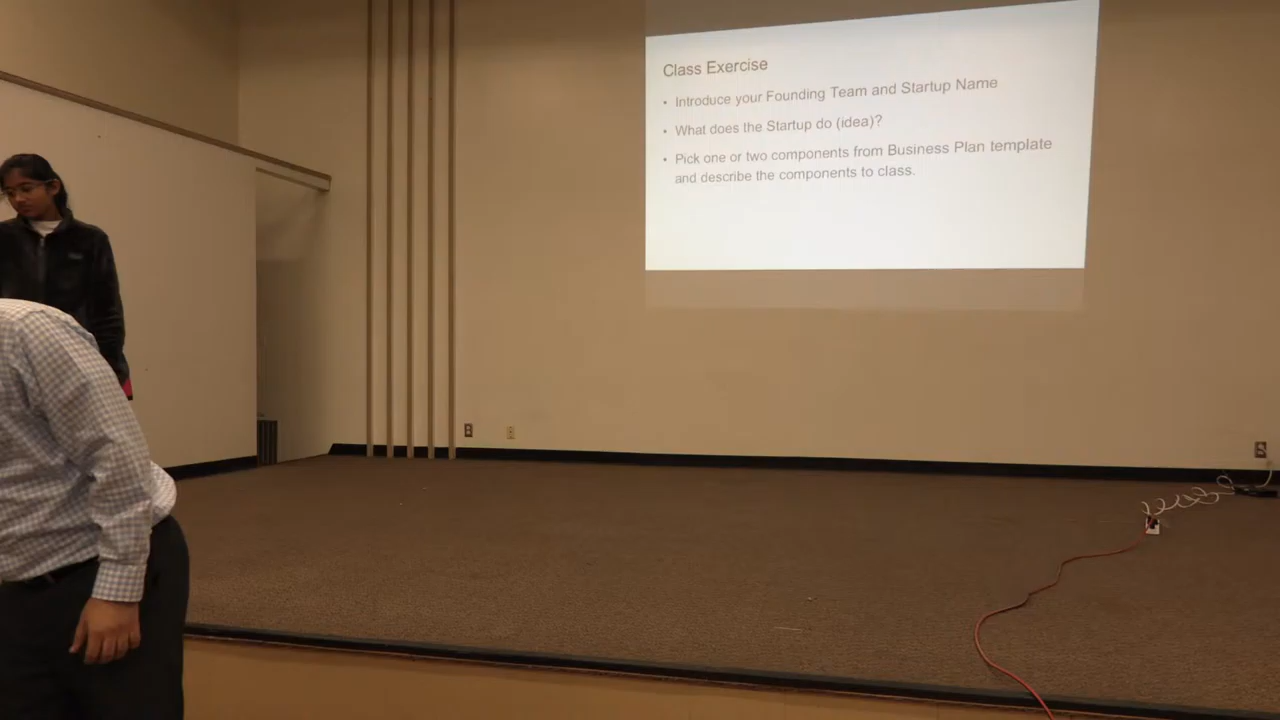 Class Exercise
• Introduce your Founding Team and Startup Name
• What does the Startup do (idea)?
• Pick one or two components from Business Plan template
and describe the components to class.